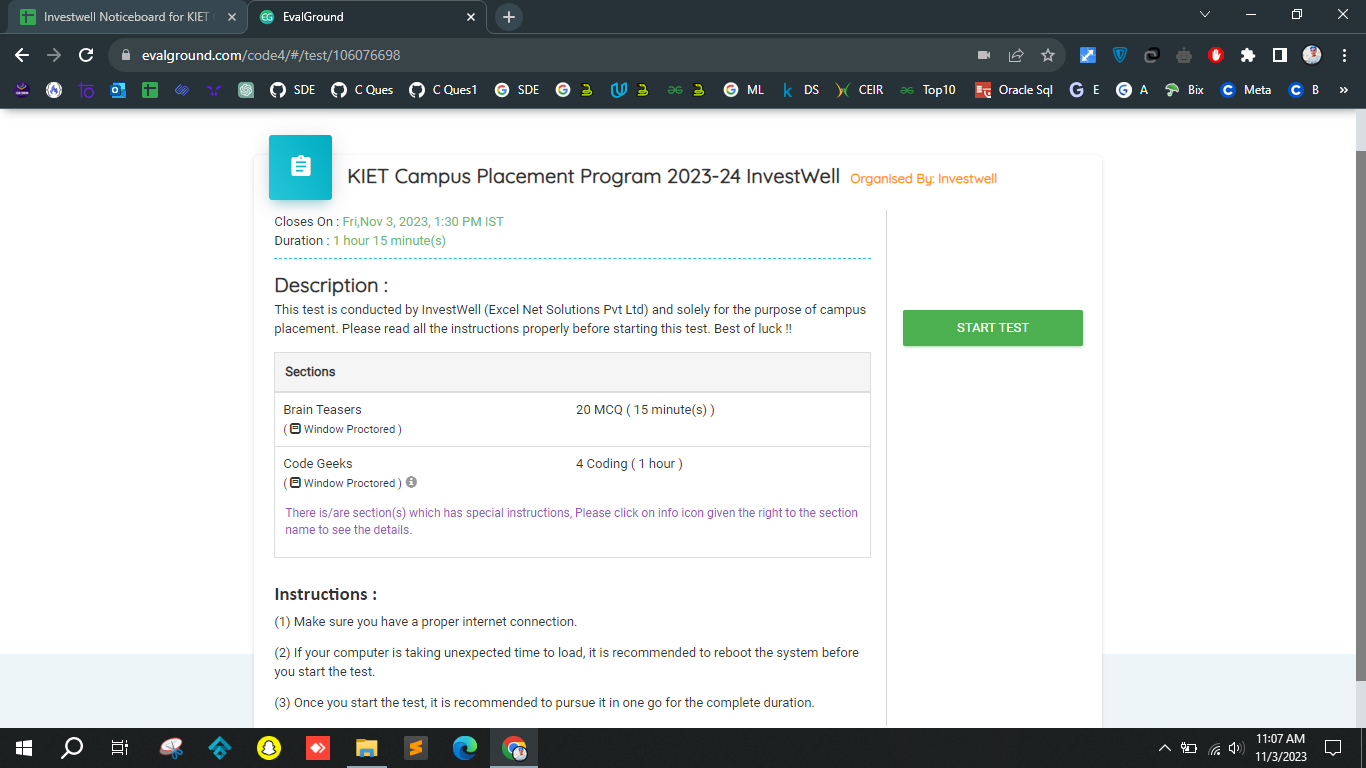 Investwell Noticeboard for KIET
EvalGround
evalground.com/code4/#/test/106076698
SDE
C Ques
C Ques1
SDE
ML
DS
CEIR
Top10
Oracle Sql
E
A
Bix
Meta
B
»
KIET Campus Placement Program 2023-24 InvestWell Organised By: Investwell
Closes On : Fri,Nov 3, 2023, 1:30 PM IST
Duration : 1 hour 15 minute(s)
Description :
This test is conducted by InvestWell (Excel Net Solutions Pvt Ltd) and solely for the purpose of campus
placement. Please read all the instructions properly before starting this test. Best of luck !!
START TEST
Sections
Brain Teasers 20 MCQ ( 15 minute(s) )
( Window Proctored )
Code Geeks 4 Coding ( 1 hour )
( Window Proctored )
There is/are section(s) which has special instructions, Please click on info icon given the right to the section
name to see the details.
Instructions :
(1) Make sure you have a proper internet connection.
(2) If your computer is taking unexpected time to load, it is recommended to reboot the system before
you start the test.
(3) Once you start the test, it is recommended to pursue it in one go for the complete duration.
11:07 AM
11/3/2023